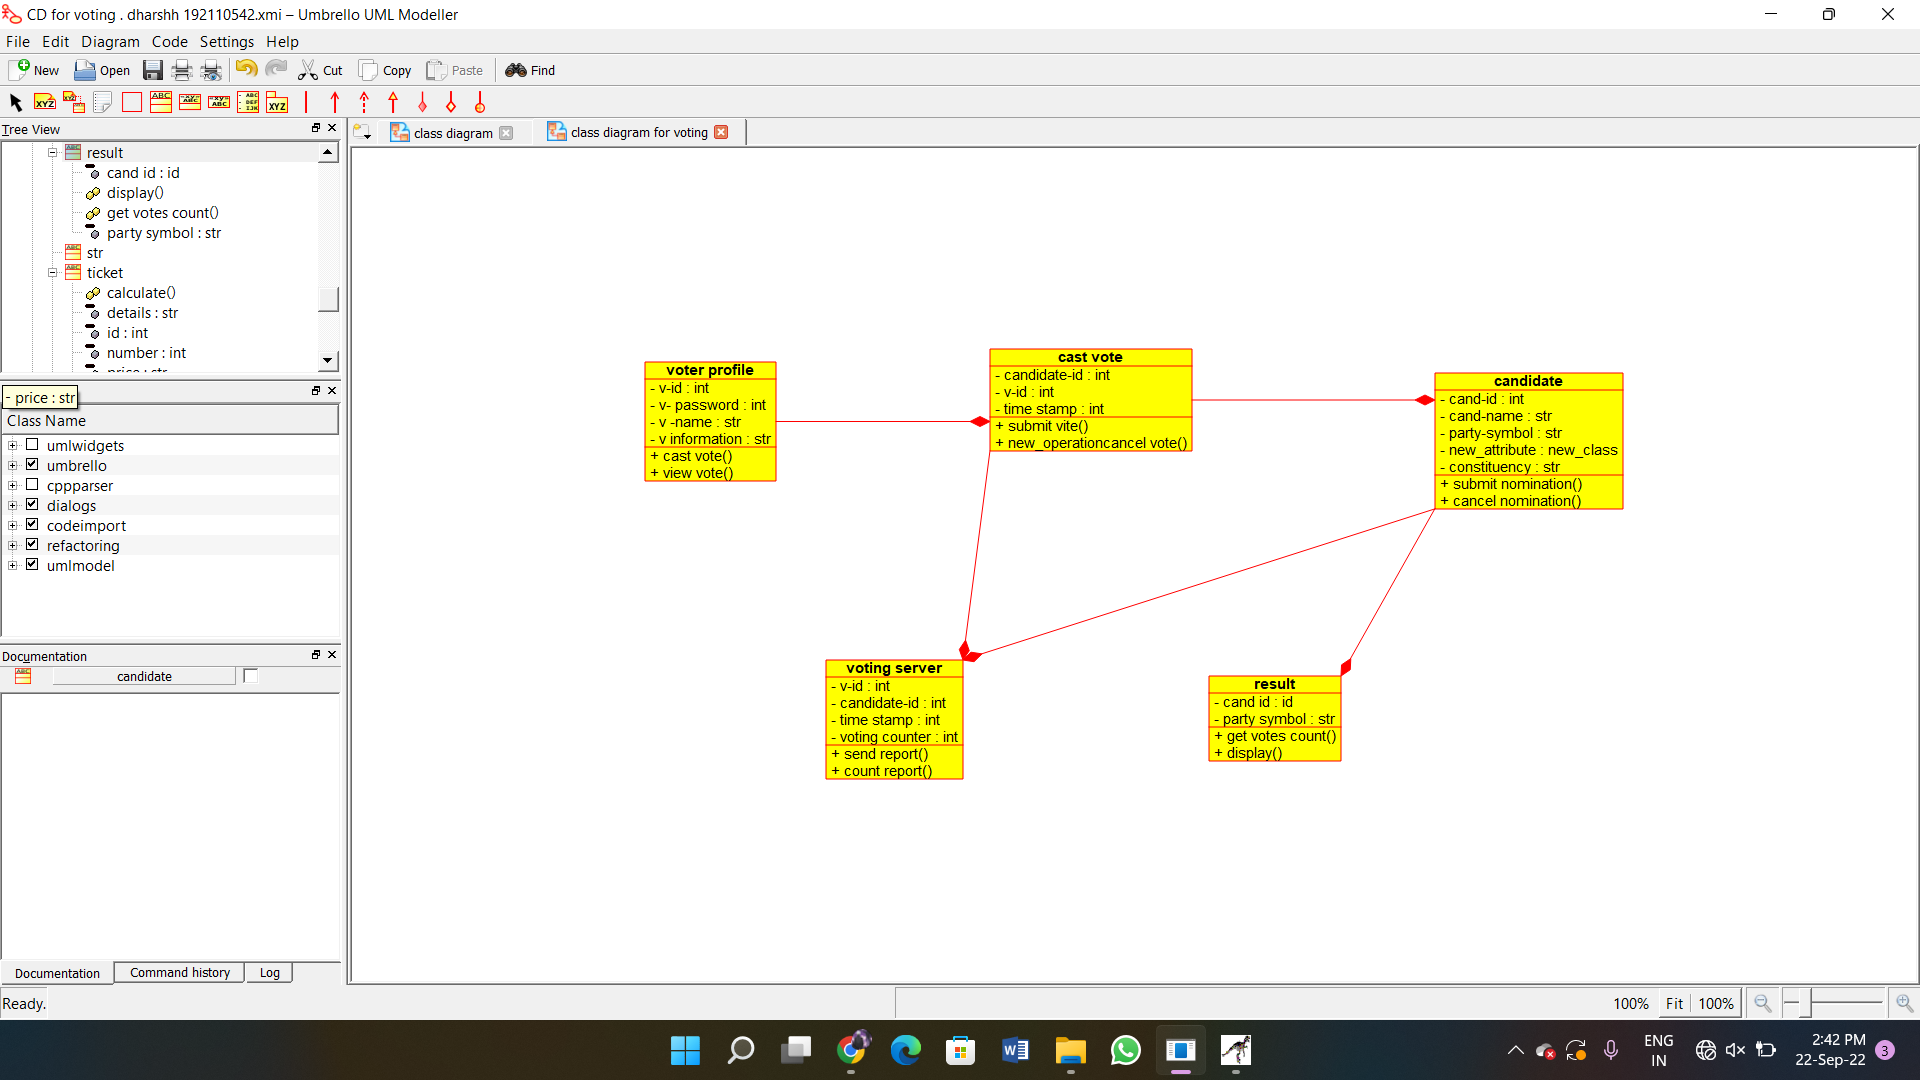 CD for voting . dharshh 192110542.xmi – Umbrello UML Modeller
File Edit Diagram Code Settings Help
New Open Cut Copy Paste Find
Tree View
result
cand id : id
display()
get votes count()
party symbol : str
str
ticket
calculate()
details : str
id : int
number : int
- price : str
Class Name
umlwidgets
umbrello
cppparser
dialogs
codeimport
refactoring
umlmodel
Documentation
candidate
Documentation Command history Log
Ready.
class diagram
class diagram for voting
voter profile
- v-id : int
- v- password : int
- v -name : str
- v information : str
+ cast vote()
+ view vote()
cast vote
- candidate-id : int
- v-id : int
- time stamp : int
+ submit vite()
+ new_operationcancel vote()
candidate
- cand-id : int
- cand-name : str
- party-symbol : str
- new_attribute : new_class
- constituency : str
+ submit nomination()
+ cancel nomination()
voting server
- v-id : int
- candidate-id : int
- time stamp : int
- voting counter : int
+ send report()
+ count report()
result
- cand id : id
- party symbol : str
+ get votes count()
+ display()
100% Fit 100%
ENG
IN
2:42 PM
22-Sep-22
3